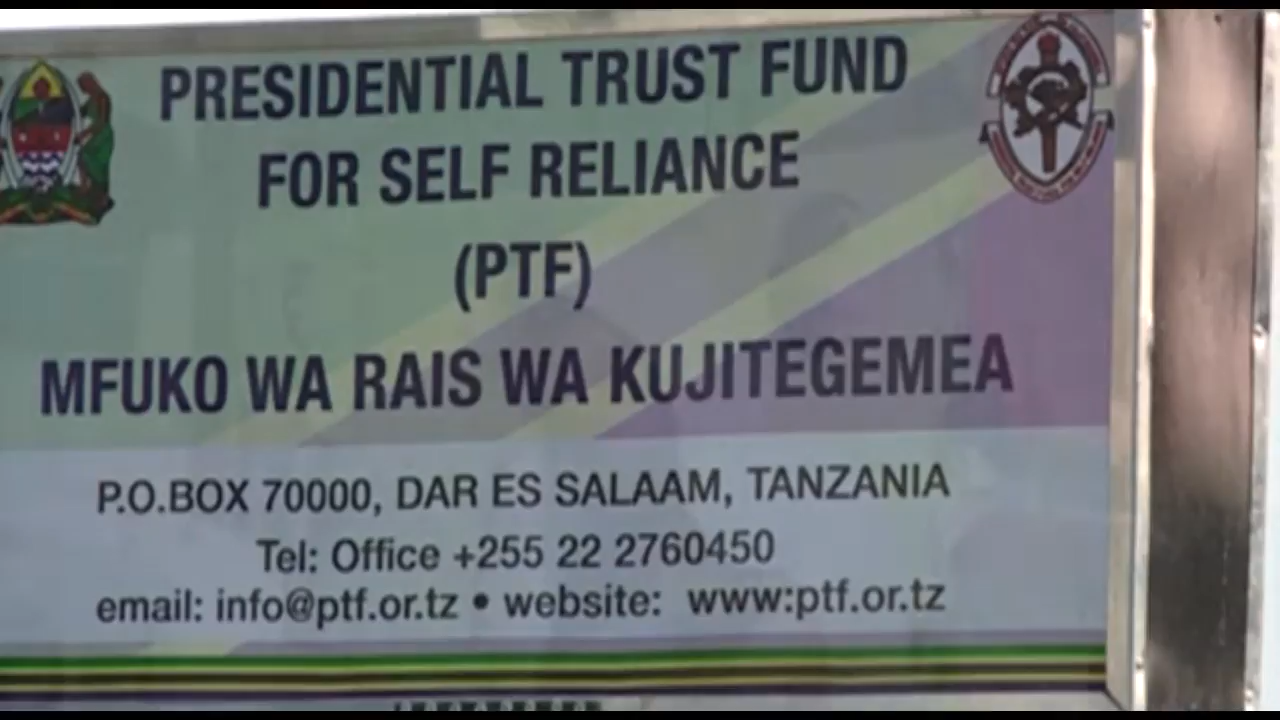 PRESIDENTIAL TRUST FUND
FOR SELF RELIANCE
(PTF)
MFUKO WA RAIS WA KUJITEGEMEA
P.O.BOX 70000, DAR ES SALAAM, TANZANIA
Tel: Office +255 22 2760450
email: info@ptf.or.tz • website: www:ptf.or.tz